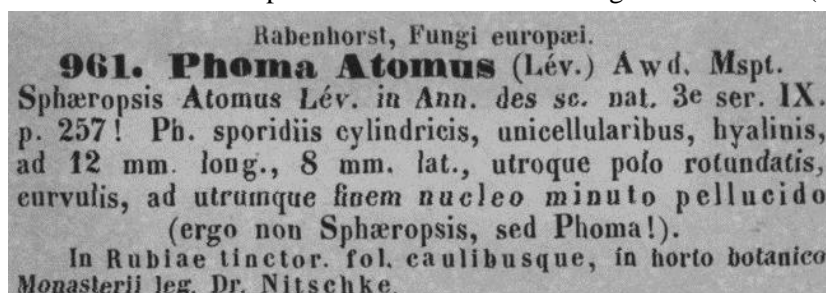 Rabenhorst, Fungi europæi.
961. Phoma Atomus (Lév.) Awd. Mspt.
Sphæropsis Atomus Lév. in Ann. des sc. nat. 3e ser. IX.
p. 257! Ph. sporidiis cylindricis, unicellularibus, hyalinis,
ad 12 mm. long., 8 mm. lat., utroque polo rotundatis,
curvulis, ad utrumque finem nucleo minuto pellucido
(ergo non Sphæropsis, sed Phoma!).
In Rubiae tinctor. fol. caulibusque, in horto botanico
Monasterii leg. Dr. Nitschke.